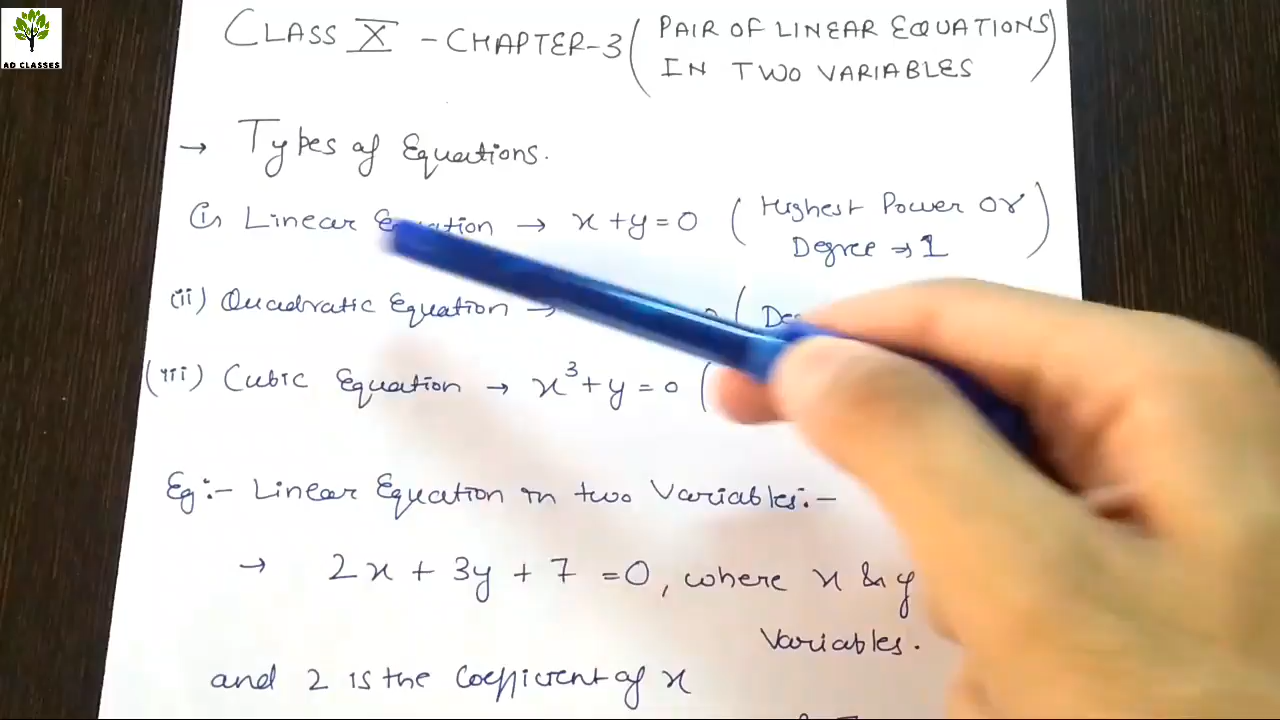 AD CLASSES
CLASS X - CHAPTER-3 ( PAIR OF LINEAR EQUATIONS
IN TWO VARIABLES )
→ Types of Equations.
(i) Linear Equation → x + y = 0 ( Highest Power Or
Degree → 1 )
(ii) Quadratic Equation →
(iii) Cubic Equation → x³ + y = 0 (
Eg:- Linear Equation in two Variables:-
→ 2x + 3y + 7 = 0, where x & y
Variables.
and 2 is the Coefficient of x